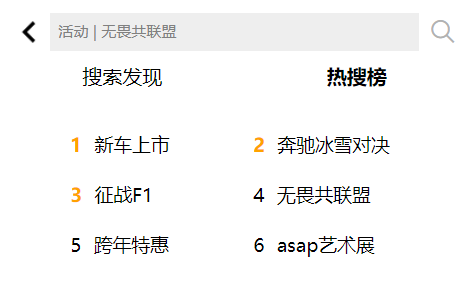 活动 | 无畏共联盟
搜索发现 热搜榜
1 新车上市 2 奔驰冰雪对决
3 征战F1 4 无畏共联盟
5 跨年特惠 6 asap艺术展